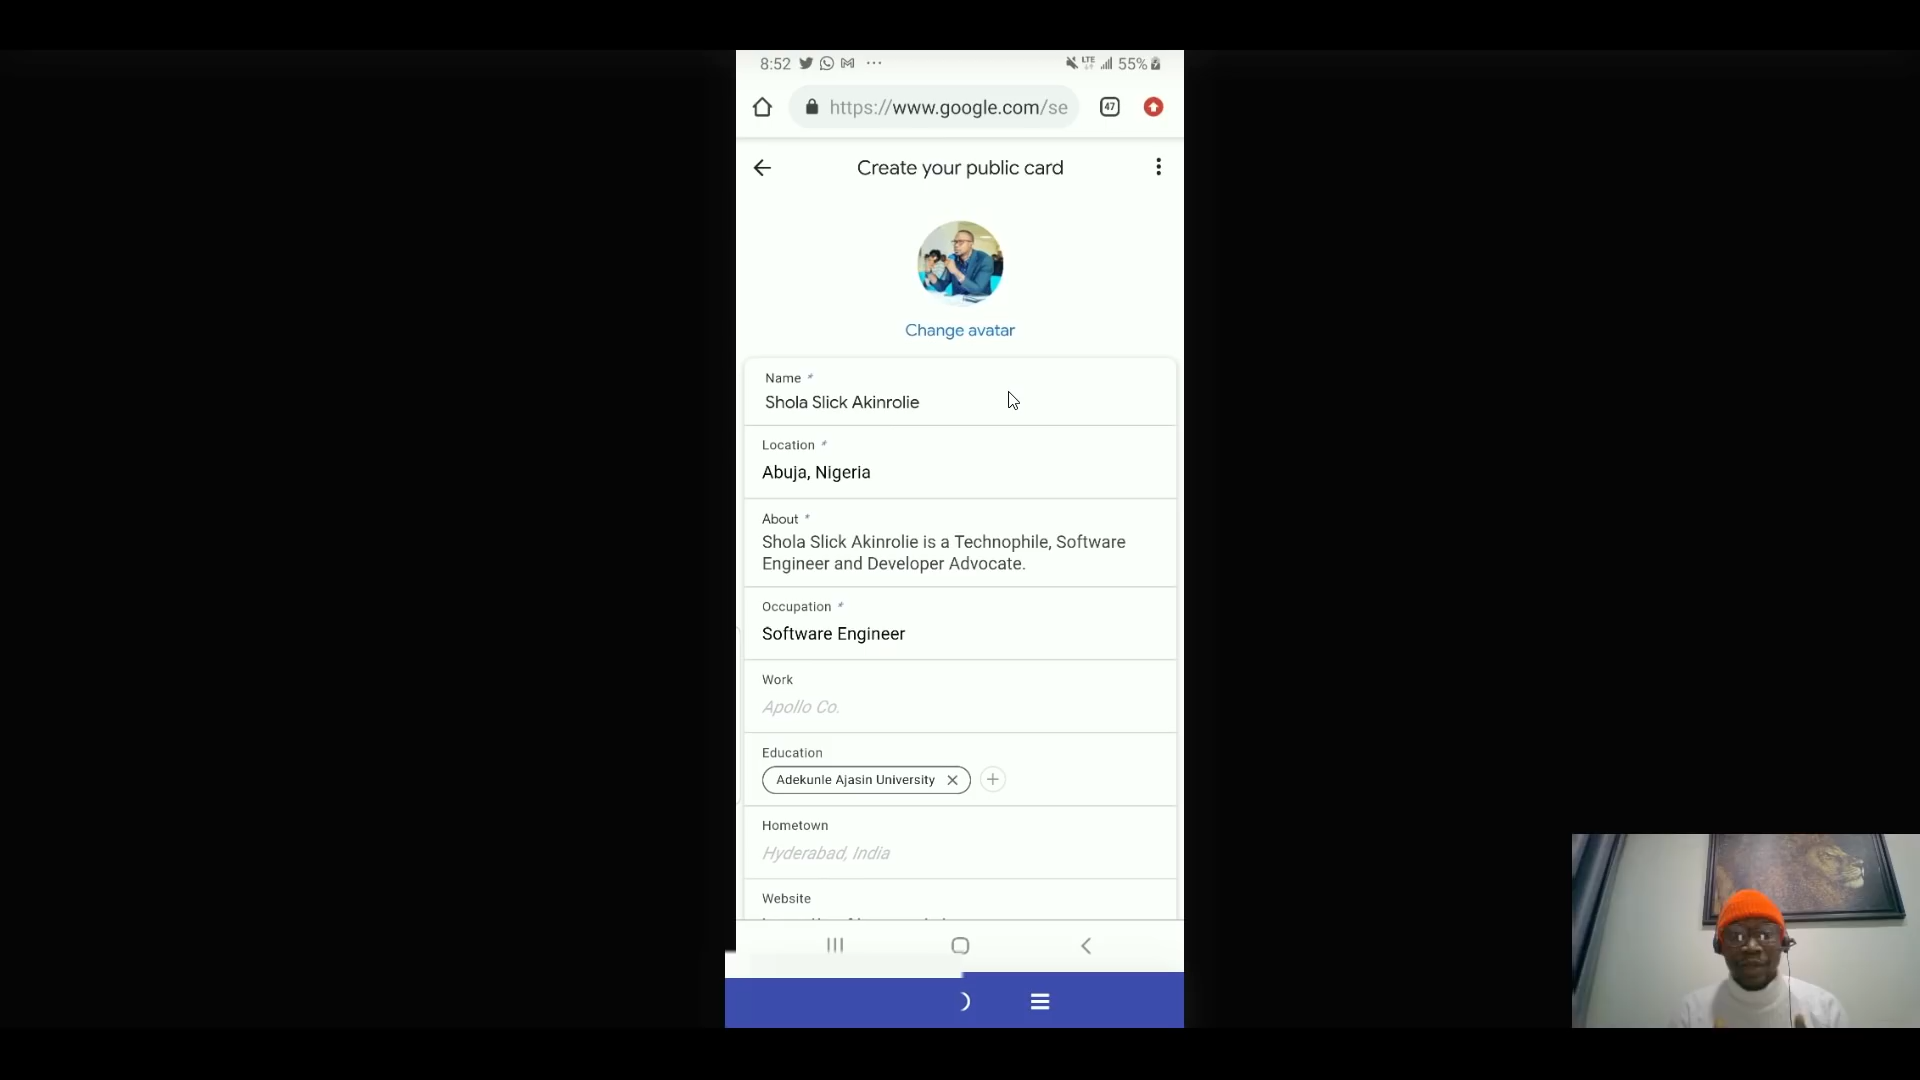 8:52 ... LTE 55%
https://www.google.com/se 47
Create your public card
Change avatar
Name *
Shola Slick Akinrolie
Location *
Abuja, Nigeria
About *
Shola Slick Akinrolie is a Technophile, Software
Engineer and Developer Advocate.
Occupation *
Software Engineer
Work
Apollo Co.
Education
Adekunle Ajasin University
Hometown
Hyderabad, India
Website